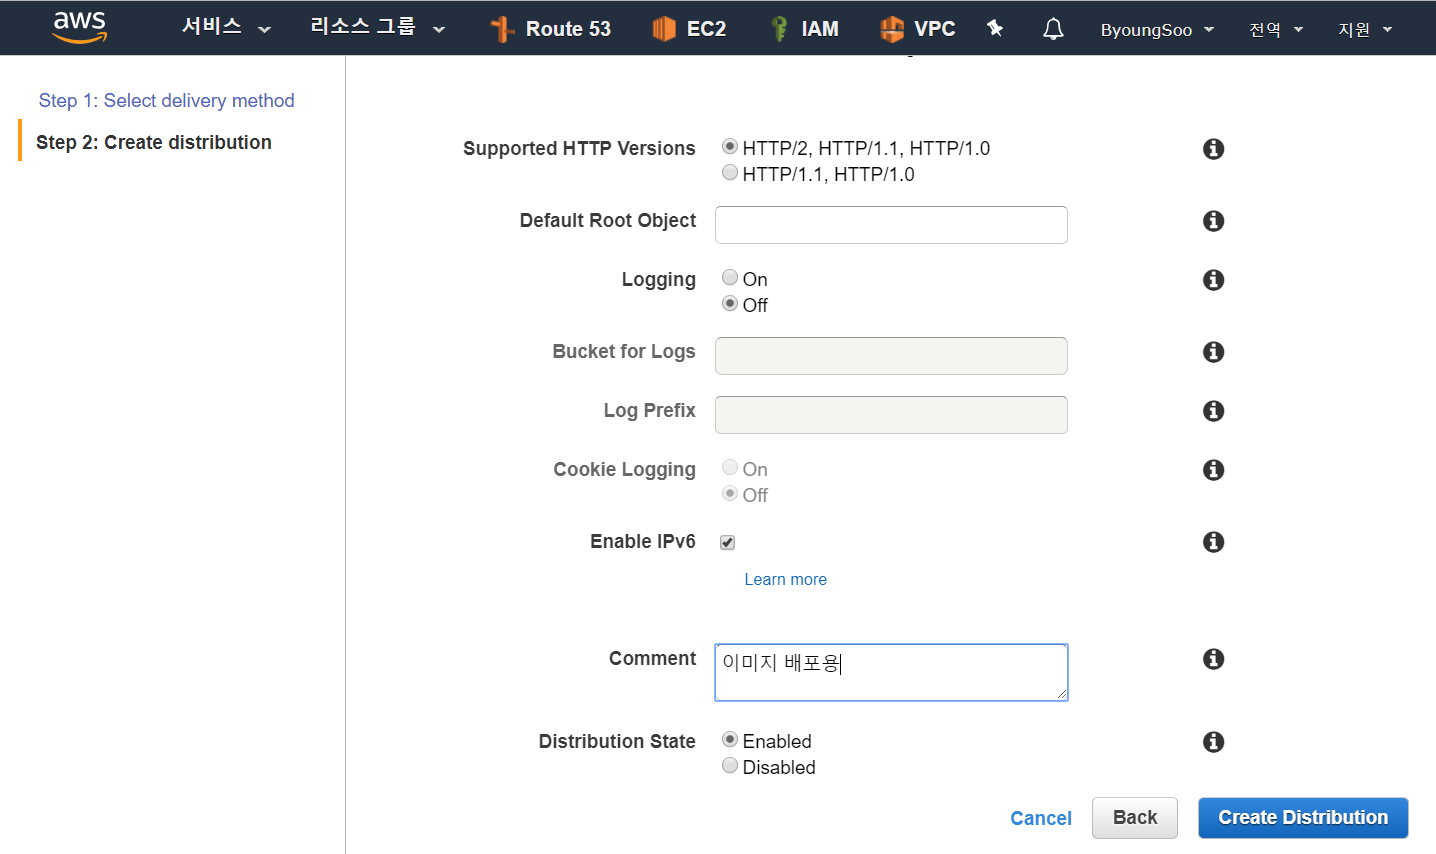 aws 서비스 리소스 그룹 Route 53 EC2 IAM VPC ByoungSoo 전역 지원
Step 1: Select delivery method
Step 2: Create distribution
Supported HTTP Versions HTTP/2, HTTP/1.1, HTTP/1.0
HTTP/1.1, HTTP/1.0
Default Root Object
Logging On
Off
Bucket for Logs
Log Prefix
Cookie Logging On
Off
Enable IPv6
Learn more
Comment 이미지 배포용
Distribution State Enabled
Disabled
Cancel Back Create Distribution